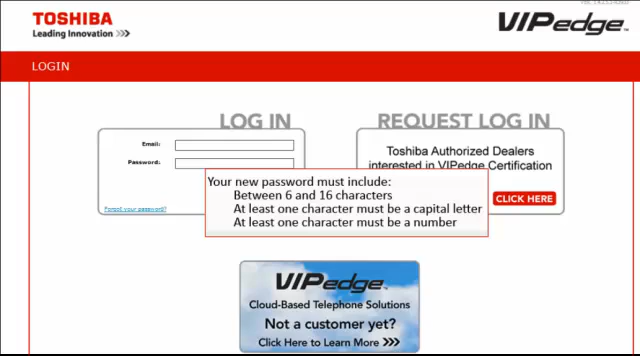 TOSHIBA
Leading Innovation >>>
VIPedge™
LOGIN
LOG IN
REQUEST LOG IN
Email:
Password:
Forgot your password?
Toshiba Authorized Dealers
interested in VIPedge Certification
CLICK HERE
Your new password must include:
Between 6 and 16 characters
At least one character must be a capital letter
At least one character must be a number
VIPedge™
Cloud-Based Telephone Solutions
Not a customer yet?
Click Here to Learn More >>>